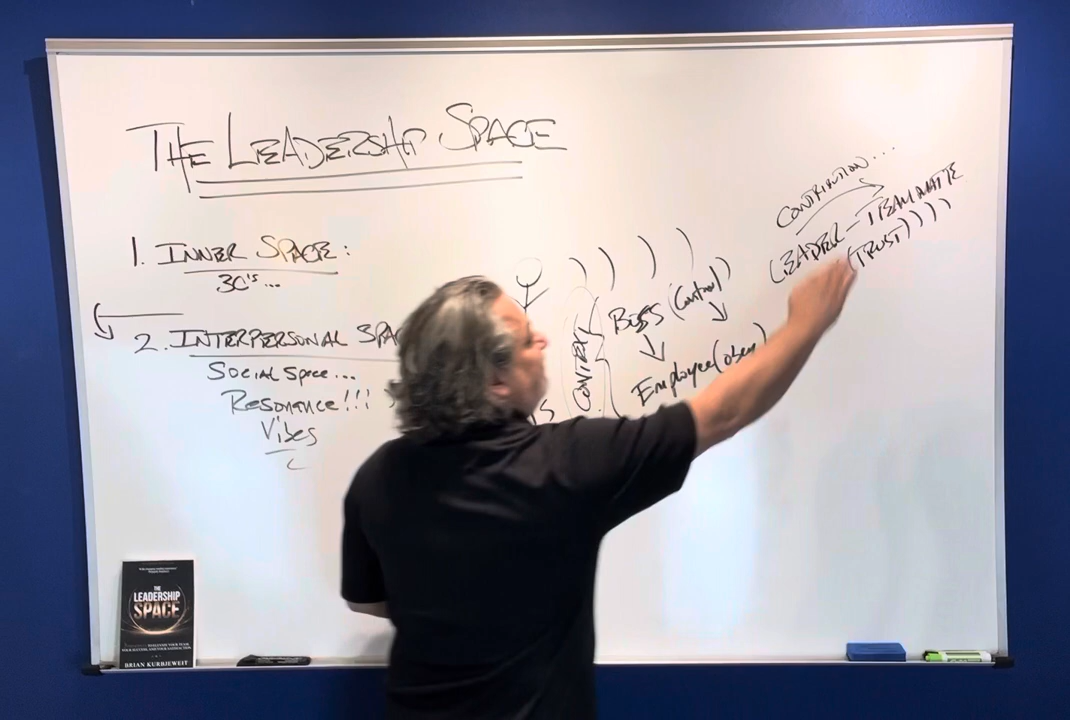 THE LEADERSHIP SPACE
1. INNER SPACE:
3C's...
2. INTERPERSONAL SPA
Social Space...
Resonance!!!
Vibes
CONTEXT
BOSS (Control)
Employee (obey)
CONTRIBUTION...
LEADER - TEAMMATE
(TRUST))))
THE
LEADERSHIP
SPACE
BRIAN KURBJEWEIT